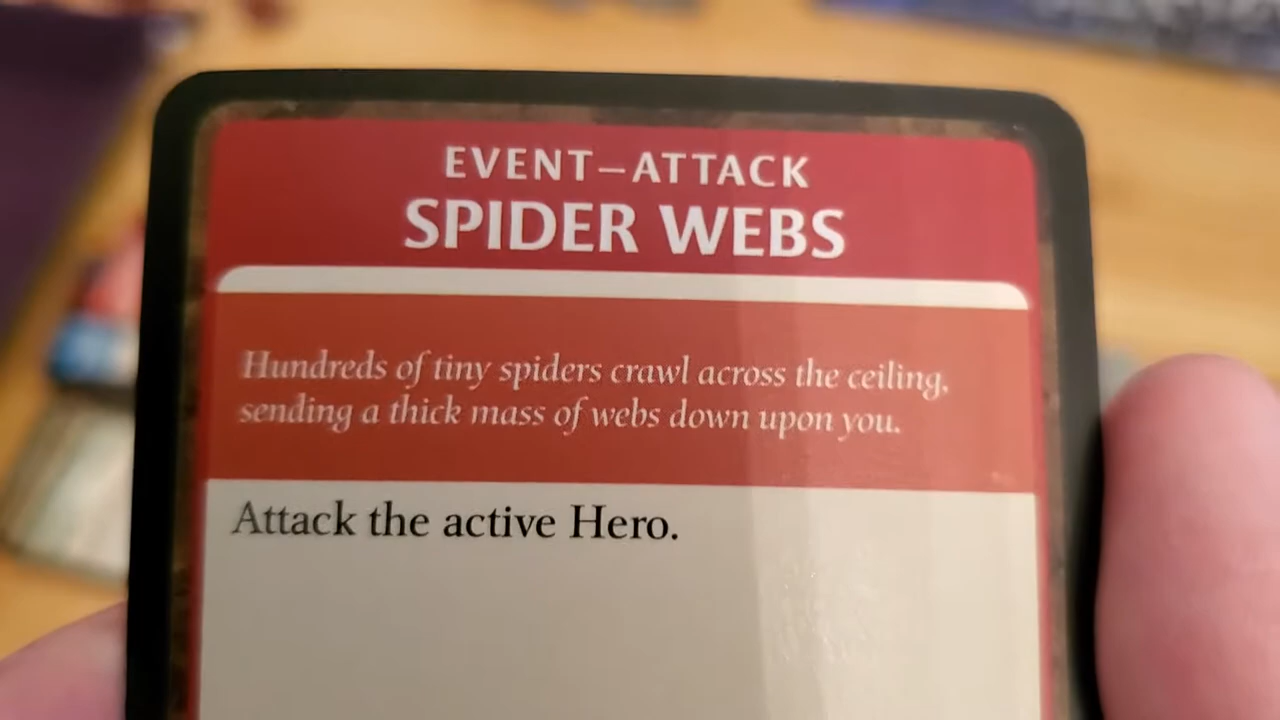 EVENT–ATTACK
SPIDER WEBS
Hundreds of tiny spiders crawl across the ceiling,
sending a thick mass of webs down upon you.
Attack the active Hero.